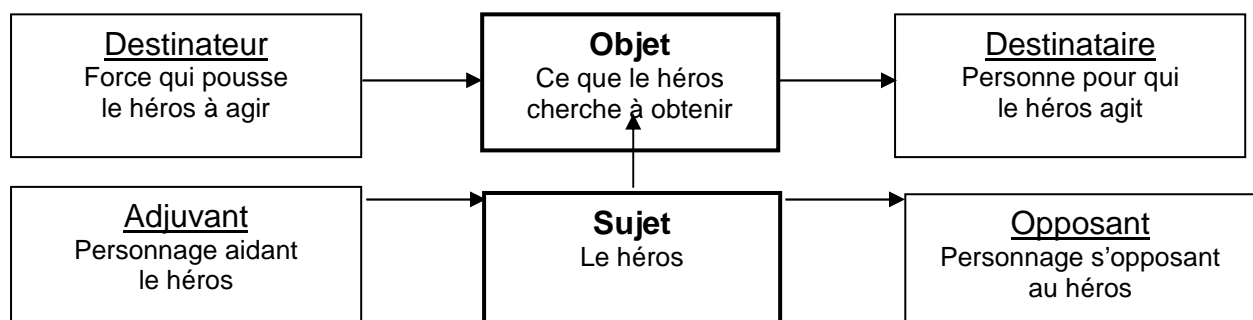 Destinateur
Force qui pousse
le héros à agir
Objet
Ce que le héros
cherche à obtenir
Destinataire
Personne pour qui
le héros agit
Adjuvant
Personnage aidant
le héros
Sujet
Le héros
Opposant
Personnage s’opposant
au héros